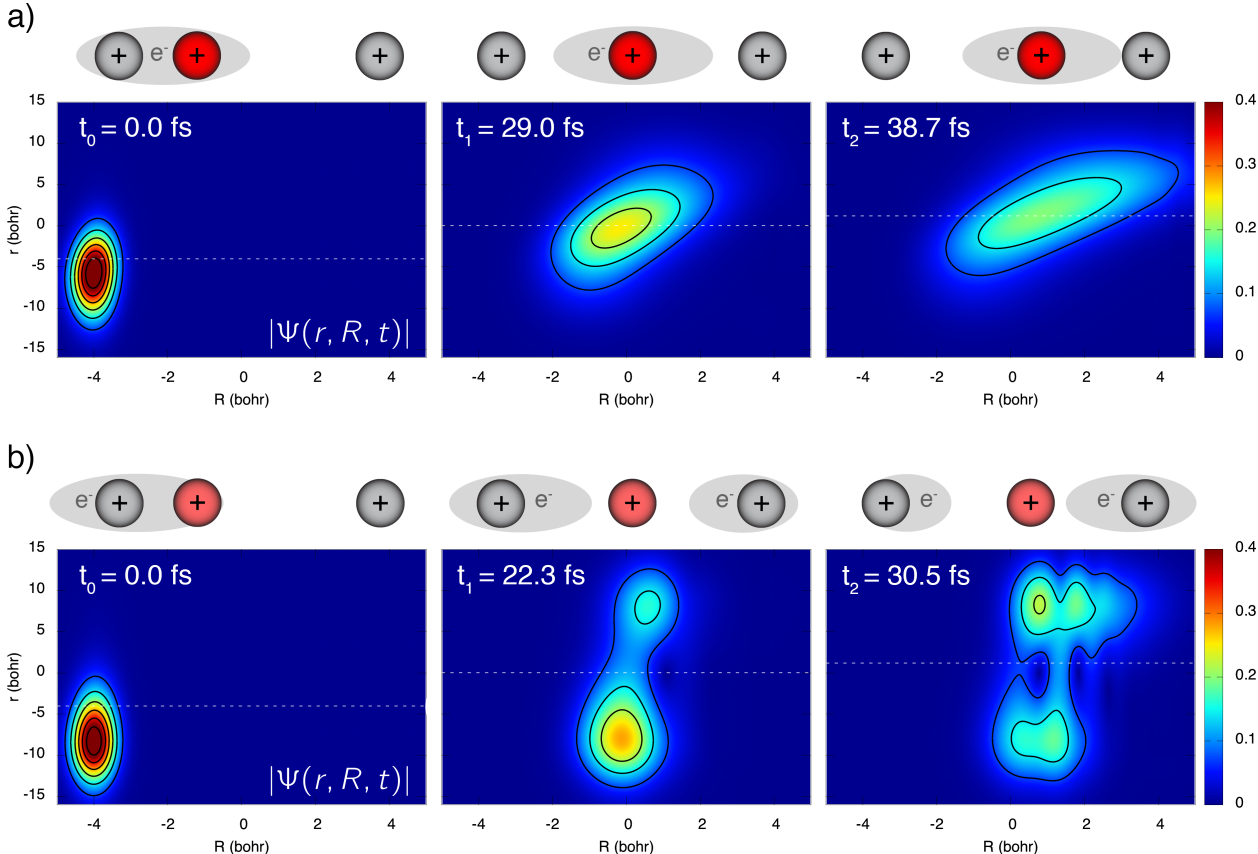 a)
+ e- + +
+ e- + +
+ e- + +
t0 = 0.0 fs
t1 = 29.0 fs
t2 = 38.7 fs
|Ψ(r, R, t)|
r (bohr)
15
10
5
0
-5
-10
-15
-4 -2 0 2 4
-4 -2 0 2 4
-4 -2 0 2 4
R (bohr)
R (bohr)
R (bohr)
0.4
0.3
0.2
0.1
0
b)
e- + + +
+ e- + e- +
+ e- + e- +
t0 = 0.0 fs
t1 = 22.3 fs
t2 = 30.5 fs
|Ψ(r, R, t)|
r (bohr)
15
10
5
0
-5
-10
-15
-4 -2 0 2 4
-4 -2 0 2 4
-4 -2 0 2 4
R (bohr)
R (bohr)
R (bohr)
0.4
0.3
0.2
0.1
0